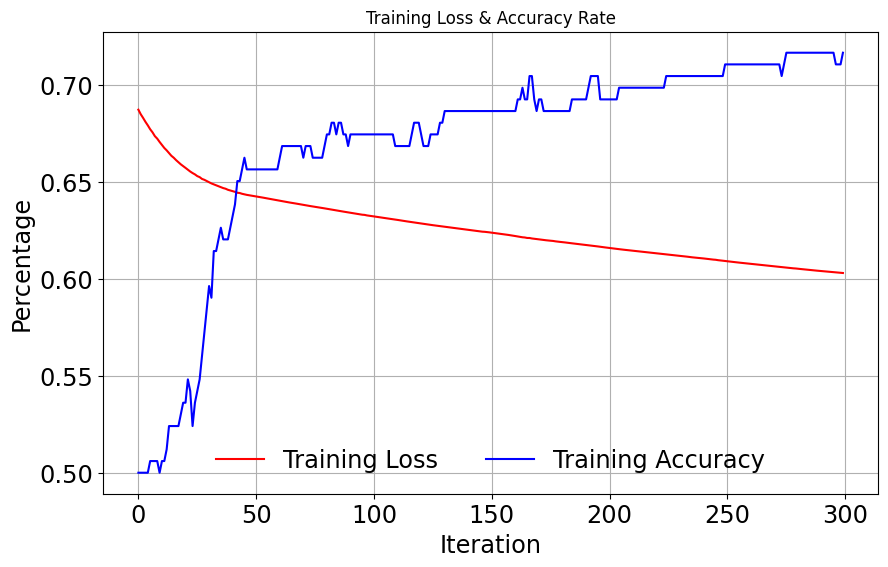 Training Loss & Accuracy Rate
Percentage
0.70
0.65
0.60
0.55
0.50
Training Loss
Training Accuracy
0 50 100 150 200 250 300
Iteration